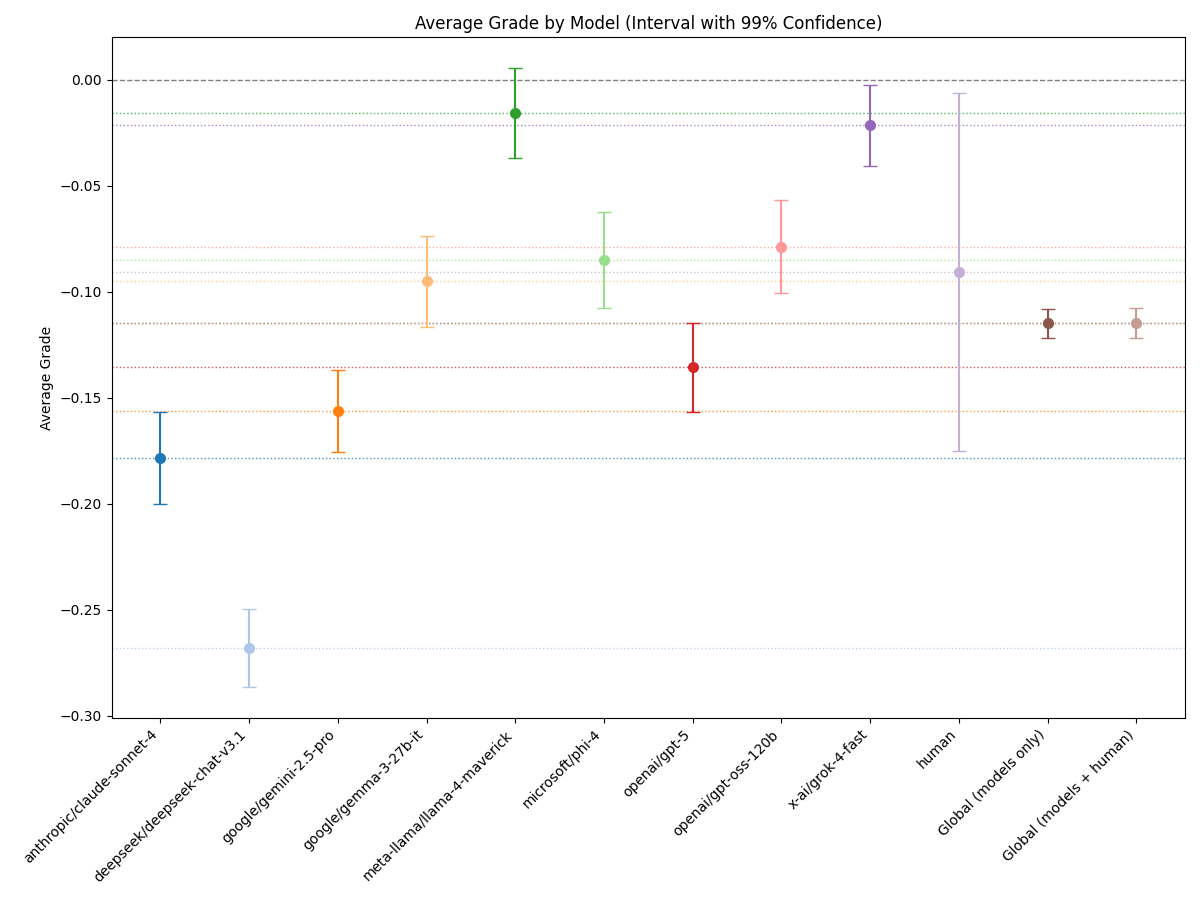 Average Grade by Model (Interval with 99% Confidence)
Average Grade
0.00
−0.05
−0.10
−0.15
−0.20
−0.25
−0.30
anthropic/claude-sonnet-4
deepseek/deepseek-chat-v3.1
google/gemini-2.5-pro
google/gemma-3-27b-it
meta-llama/llama-4-maverick
microsoft/phi-4
openai/gpt-5
openai/gpt-oss-120b
x-ai/grok-4-fast
human
Global (models only)
Global (models + human)